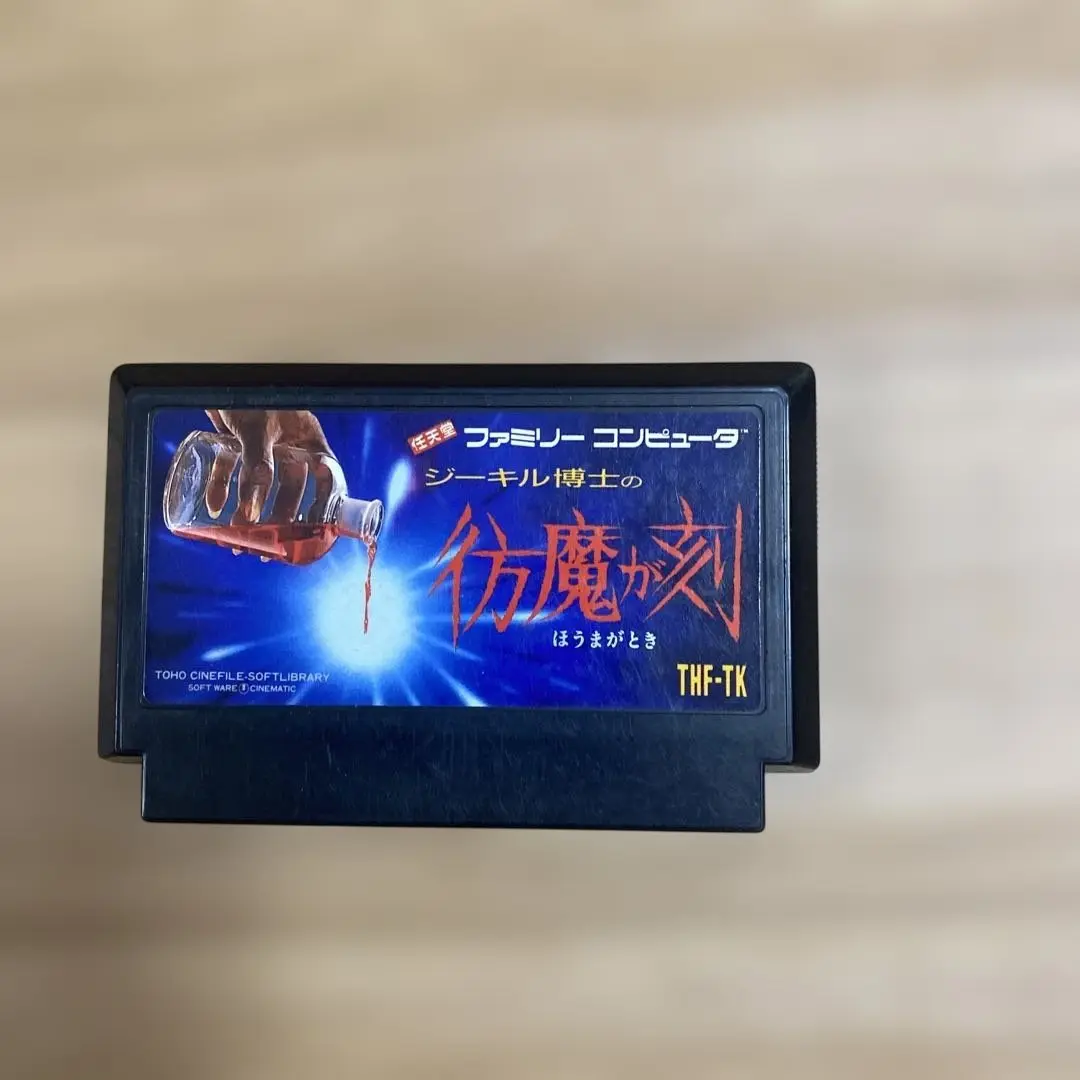 任天堂 ファミリー コンピュータ™
ジーキル博士の
彷魔が刻
ほうまがとき
TOHO CINEFILE-SOFTLIBRARY
SOFT WARE CINEMATIC
THF-TK